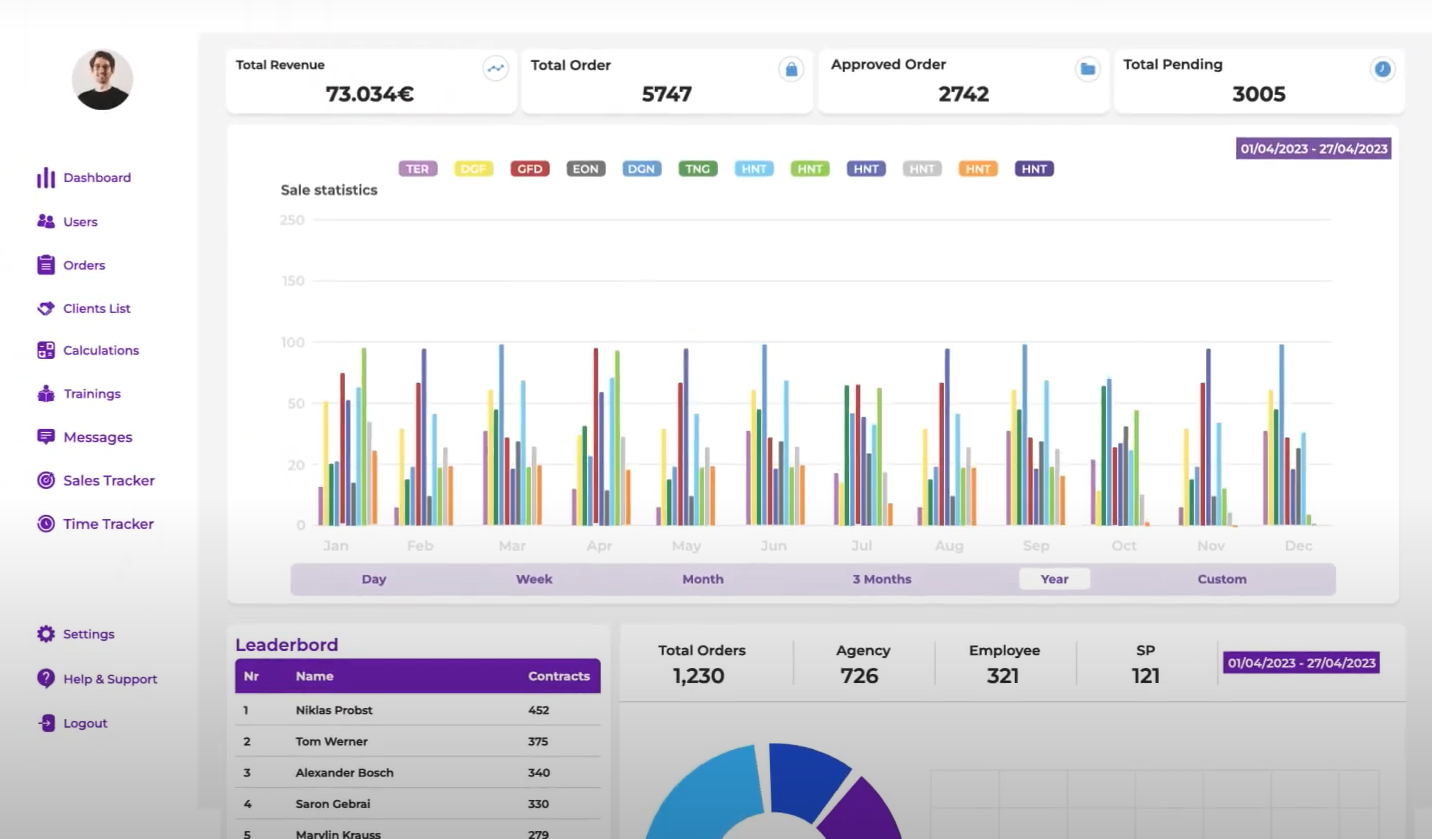 Total Revenue
73.034€
Total Order
5747
Approved Order
2742
Total Pending
3005
Dashboard
Users
Orders
Clients List
Calculations
Trainings
Messages
Sales Tracker
Time Tracker
Settings
Help & Support
Logout
01/04/2023 - 27/04/2023
TER DGF GFD EON DGN TNG HNT HNT HNT HNT HNT HNT
Sale statistics
250
150
100
50
20
0
Jan Feb Mar Apr May Jun Jul Aug Sep Oct Nov Dec
Day Week Month 3 Months Year Custom
Leaderbord
Nr Name Contracts
1 Niklas Probst 452
2 Tom Werner 375
3 Alexander Bosch 340
4 Saron Gebrai 330
5 Marylin Krauss 279
Total Orders
1,230
Agency
726
Employee
321
SP
121
01/04/2023 - 27/04/2023